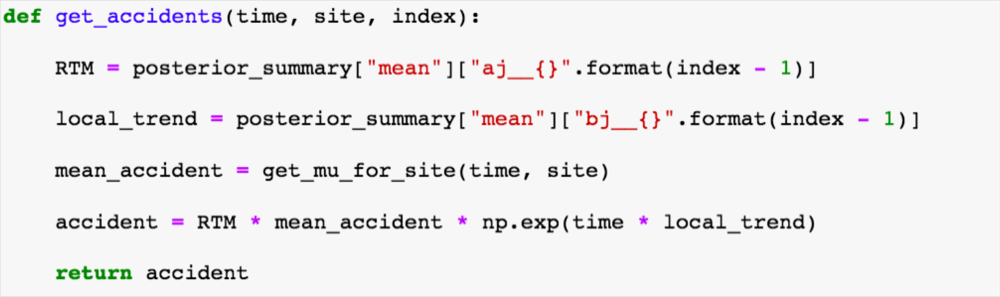 def get_accidents(time, site, index):
    RTM = posterior_summary["mean"]["aj__{}".format(index - 1)]
    local_trend = posterior_summary["mean"]["bj__{}".format(index - 1)]
    mean_accident = get_mu_for_site(time, site)
    accident = RTM * mean_accident * np.exp(time * local_trend)
    return accident